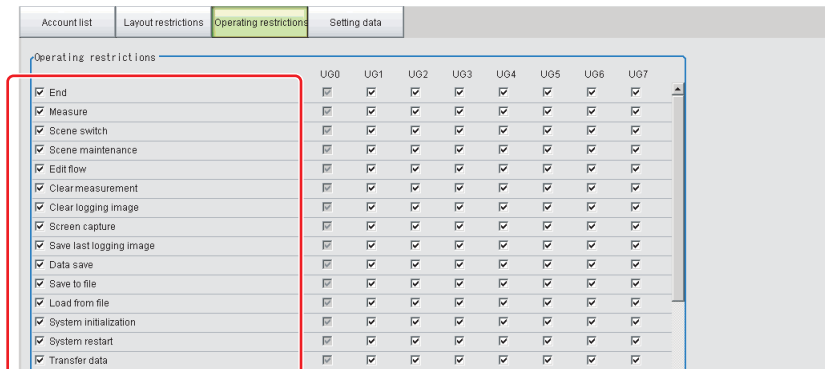 Account list Layout restrictions Operating restrictions Setting data
Operating restrictions
UG0 UG1 UG2 UG3 UG4 UG5 UG6 UG7
End
Measure
Scene switch
Scene maintenance
Edit flow
Clear measurement
Clear logging image
Screen capture
Save last logging image
Data save
Save to file
Load from file
System initialization
System restart
Transfer data